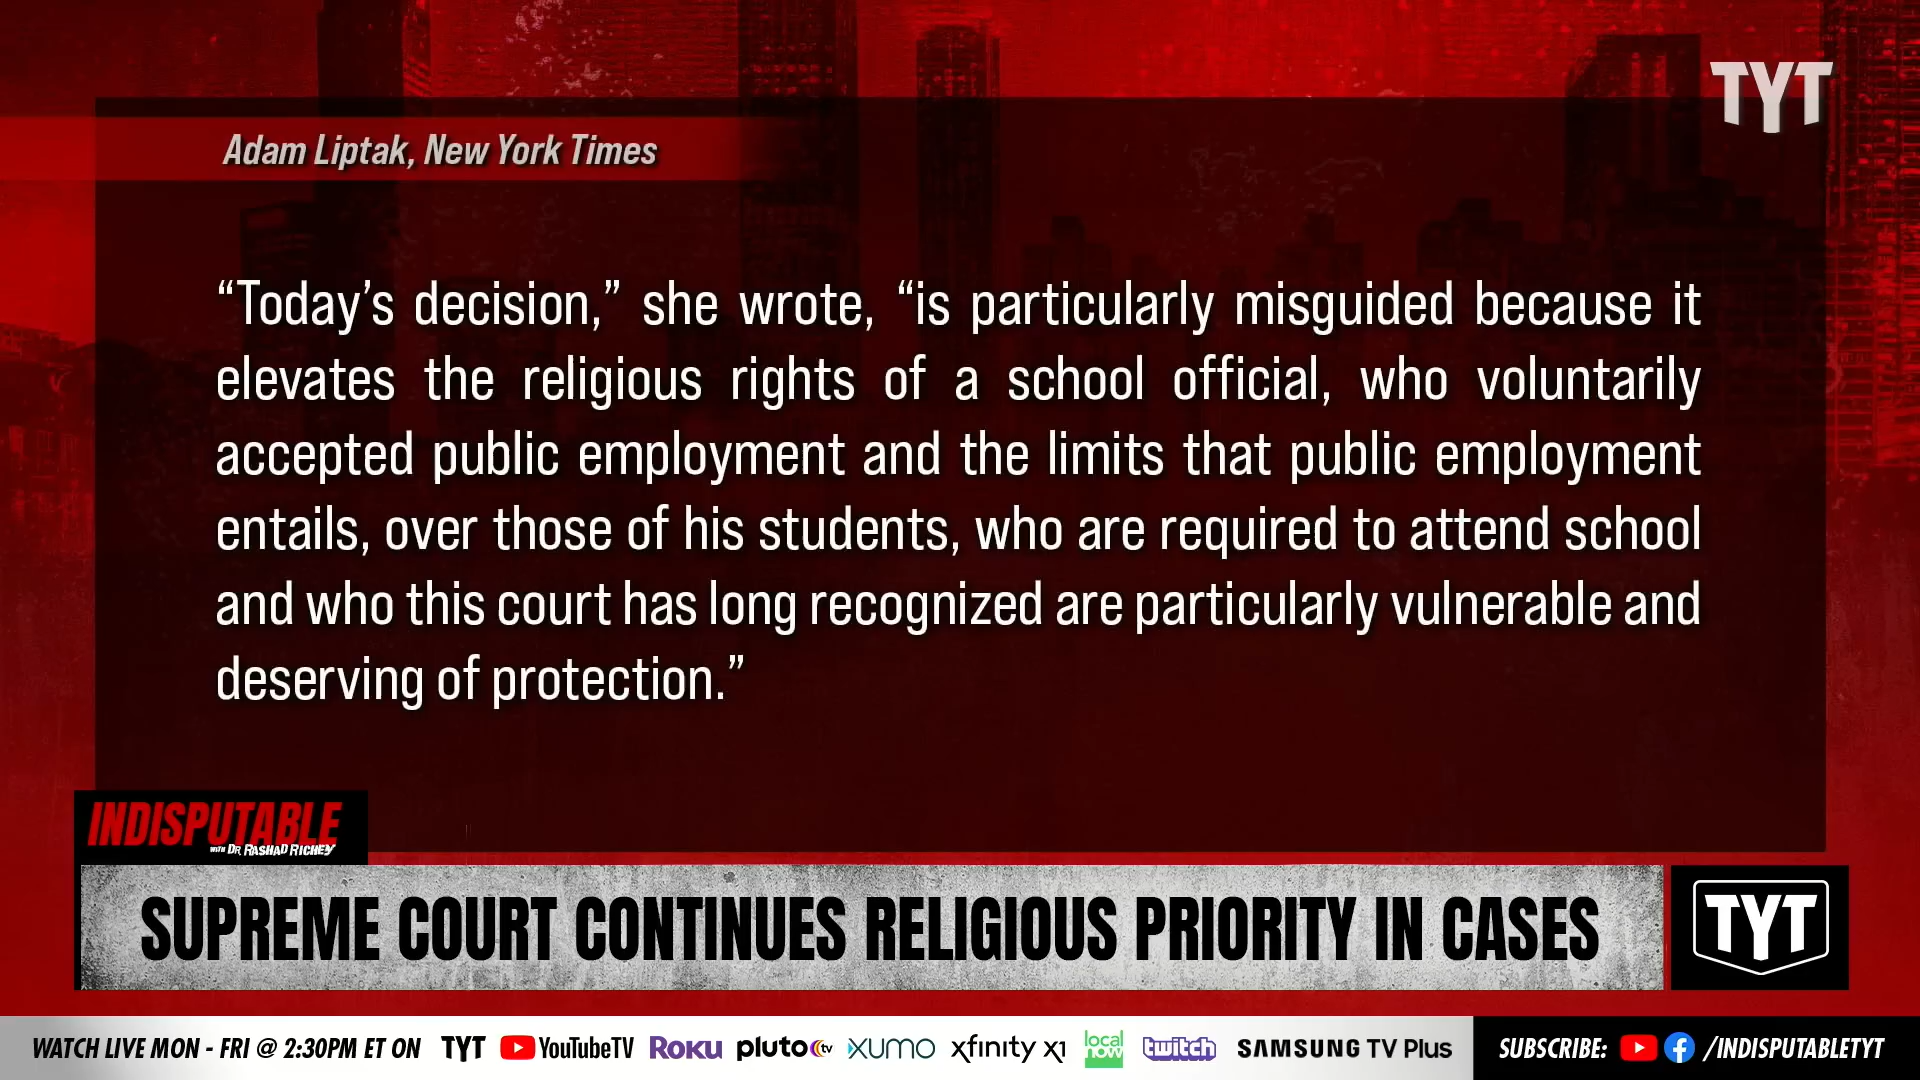 TYT
Adam Liptak, New York Times
“Today’s decision,” she wrote, “is particularly misguided because it
elevates the religious rights of a school official, who voluntarily
accepted public employment and the limits that public employment
entails, over those of his students, who are required to attend school
and who this court has long recognized are particularly vulnerable and
deserving of protection.”
INDISPUTABLE
WITH DR RASHAD RICHEY
SUPREME COURT CONTINUES RELIGIOUS PRIORITY IN CASES
TYT
WATCH LIVE MON - FRI @ 2:30PM ET ON TYT YouTubeTV ROKU pluto tv XUMO xfinity X1 local now twitch SAMSUNG TV Plus SUBSCRIBE: /INDISPUTABLETYT